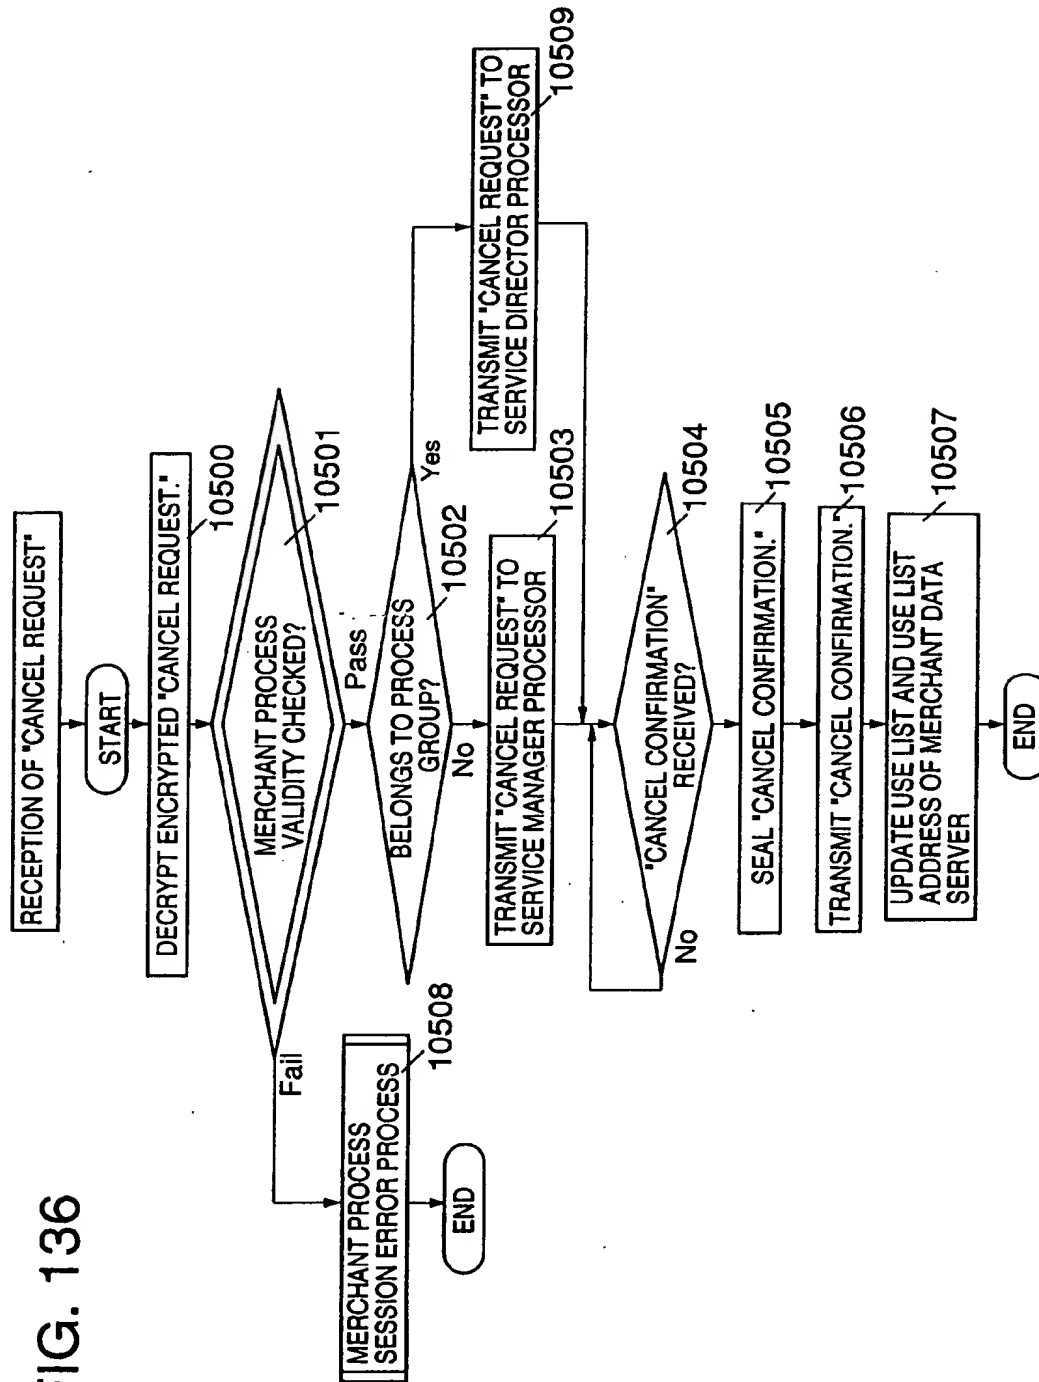 FIG. 136
RECEPTION OF "CANCEL REQUEST"
START
DECRYPT ENCRYPTED "CANCEL REQUEST."
10500
MERCHANT PROCESS
VALIDITY CHECKED?
10501
Fail
Pass
MERCHANT PROCESS
SESSION ERROR PROCESS
10508
END
BELONGS TO PROCESS
GROUP?
10502
Yes
No
TRANSMIT "CANCEL REQUEST" TO
SERVICE MANAGER PROCESSOR
10503
TRANSMIT "CANCEL REQUEST" TO
SERVICE DIRECTOR PROCESSOR
10509
"CANCEL CONFIRMATION"
RECEIVED?
10504
No
SEAL "CANCEL CONFIRMATION."
10505
TRANSMIT "CANCEL CONFIRMATION."
10506
UPDATE USE LIST AND USE LIST
ADDRESS OF MERCHANT DATA
SERVER
10507
END